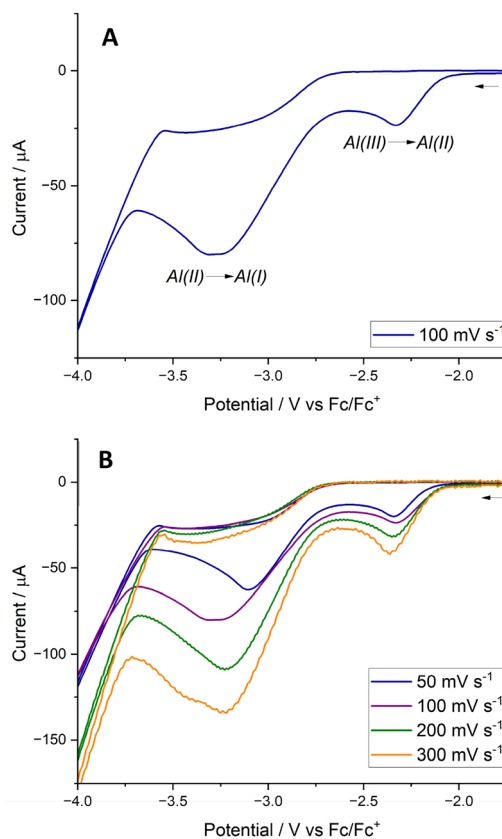 A
0
−50
−100
Current / μA
Al(III) → Al(II)
Al(II) → Al(I)
100 mV s⁻¹
−4.0 −3.5 −3.0 −2.5 −2.0
Potential / V vs Fc/Fc⁺
B
0
−50
−100
−150
Current / μA
50 mV s⁻¹
100 mV s⁻¹
200 mV s⁻¹
300 mV s⁻¹
−4.0 −3.5 −3.0 −2.5 −2.0
Potential / V vs Fc/Fc⁺